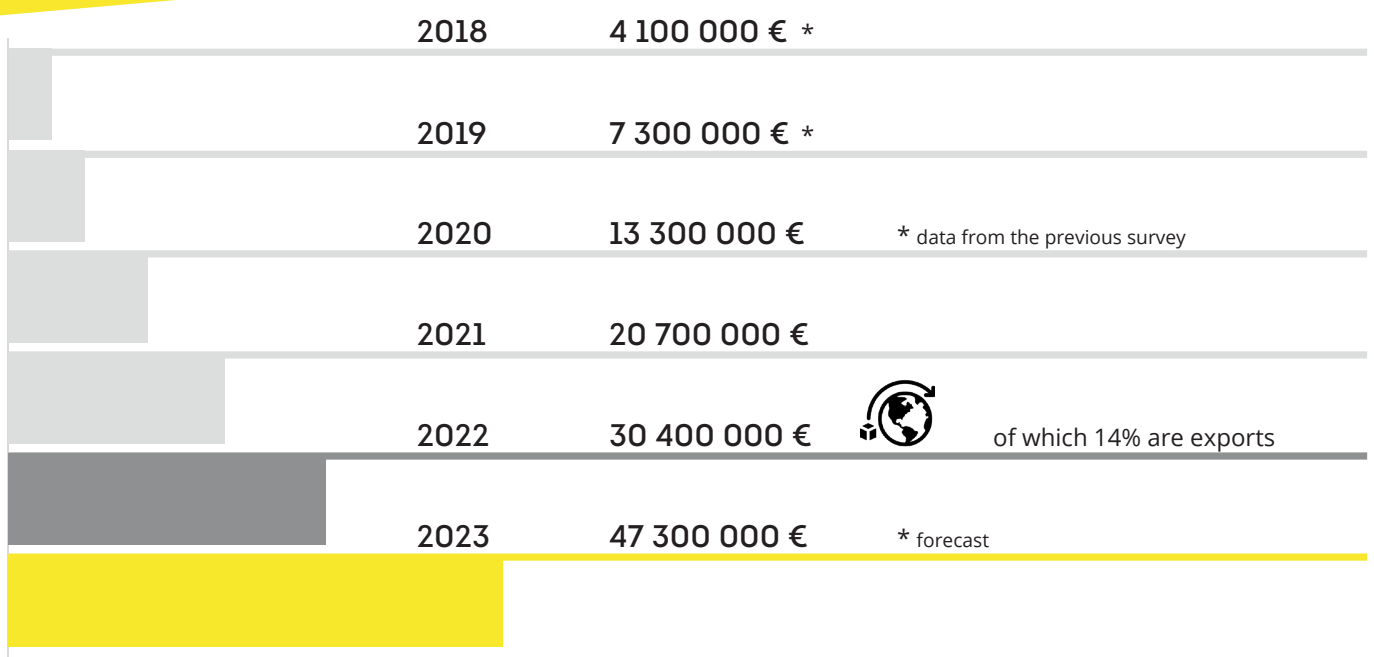 2018 4 100 000 € *
2019 7 300 000 € *
2020 13 300 000 € * data from the previous survey
2021 20 700 000 €
2022 30 400 000 € of which 14% are exports
2023 47 300 000 € * forecast